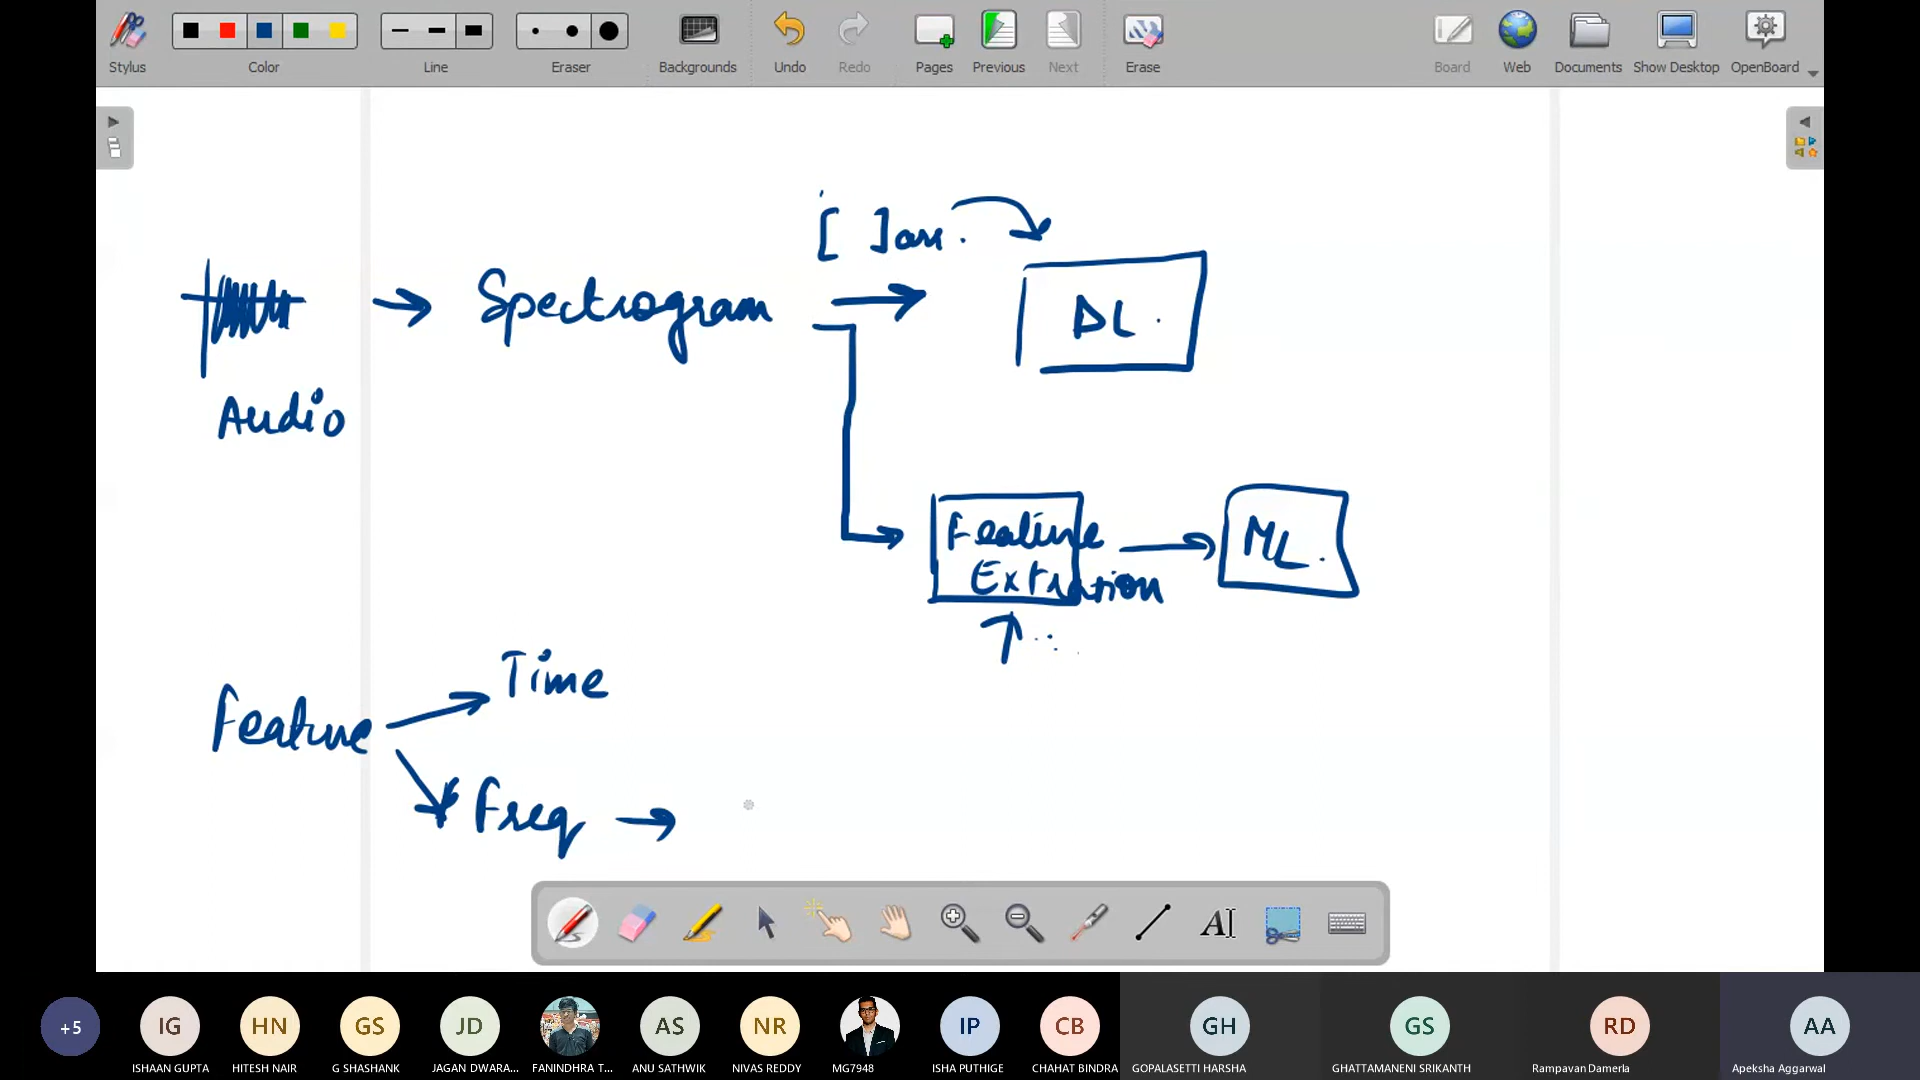 Stylus
Color
Line
Eraser
Backgrounds
Undo
Redo
Pages
Previous
Next
Erase
Board
Web
Documents
Show Desktop
OpenBoard
[ ]
Spectrogram
DL.
Audio
Feature
Extration
ML.
Time
Feature
Freq
AI
+5
IG
HN
GS
JD
AS
NR
IP
CB
GH
GS
RD
AA
ISHAAN GUPTA
HITESH NAIR
G SHASHANK
JAGAN DWARA...
FANINDHRA T...
ANU SATHWIK
NIVAS REDDY
MG7948
ISHA PUTHIGE
CHAHAT BINDRA
GOPALASETTI HARSHA
GHATTAMANENI SRIKANTH
Rampavan Damerla
Apeksha Aggarwal